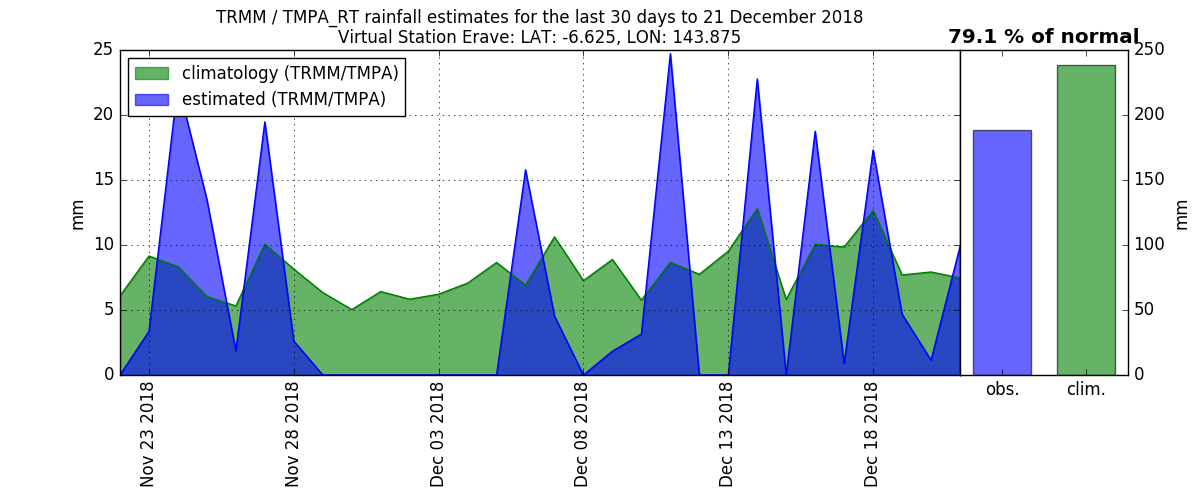 TRMM / TMPA_RT rainfall estimates for the last 30 days to 21 December 2018
Virtual Station Erave: LAT: -6.625, LON: 143.875
79.1 % of normal
climatology (TRMM/TMPA)
estimated (TRMM/TMPA)
25
20
15
10
5
0
mm
Nov 23 2018
Nov 28 2018
Dec 03 2018
Dec 08 2018
Dec 13 2018
Dec 18 2018
obs.
clim.
250
200
150
100
50
0
mm